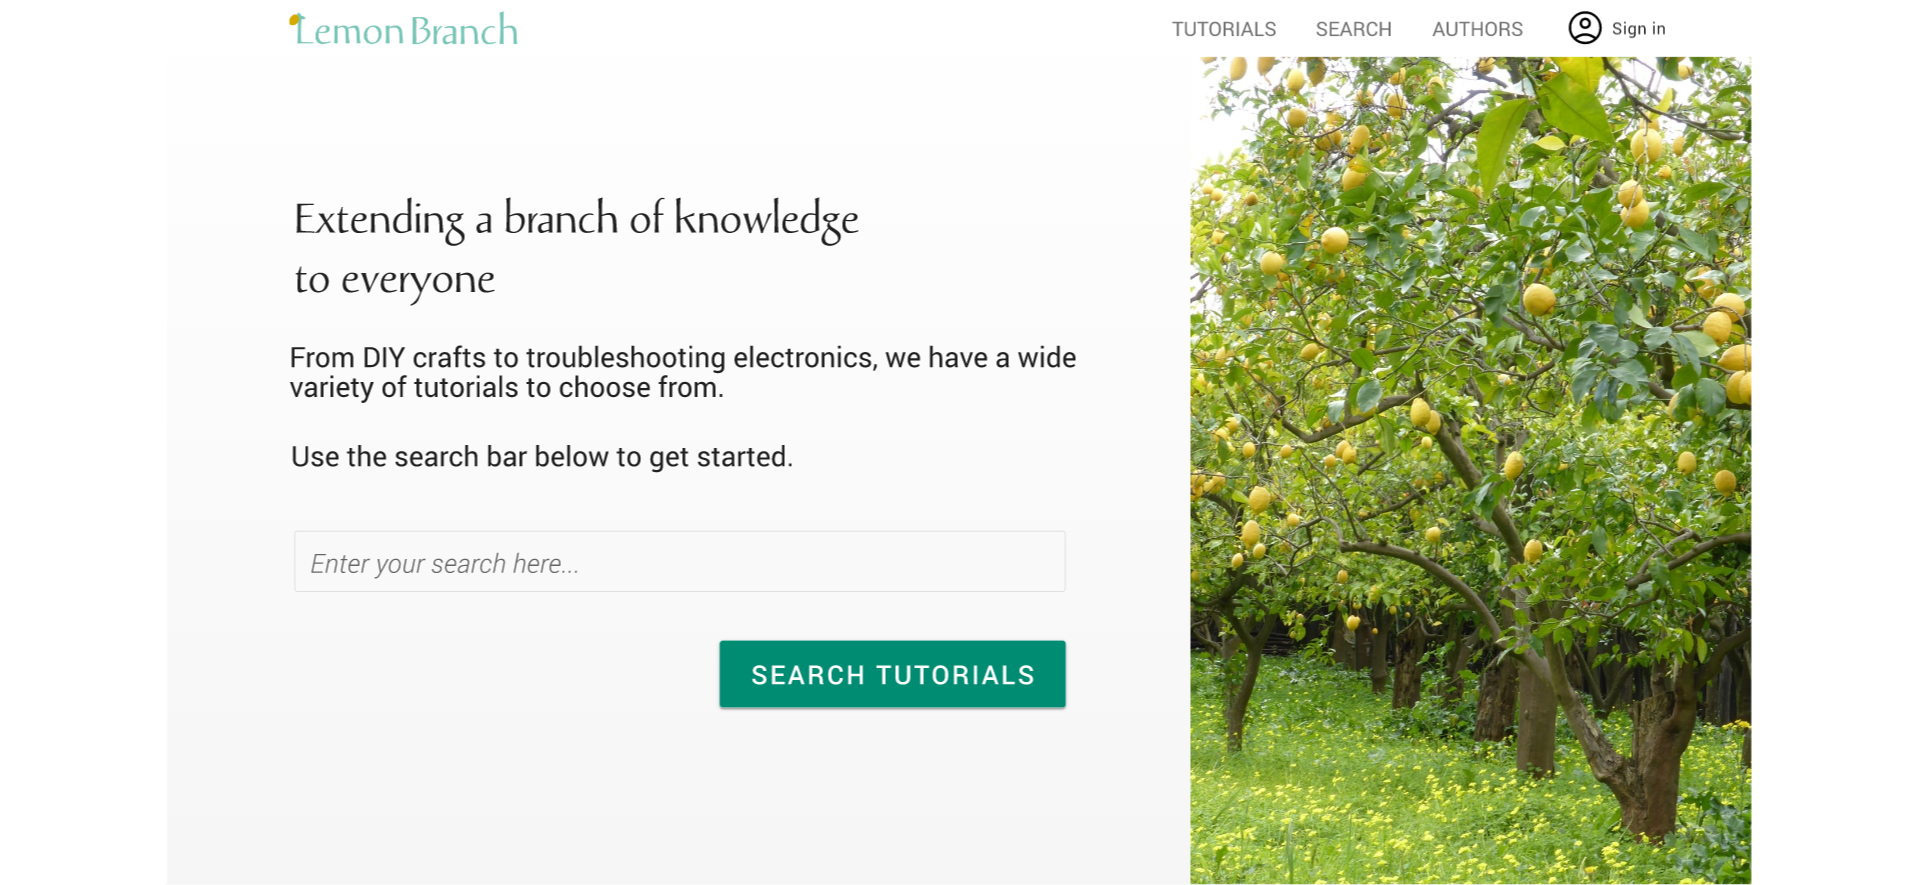 Lemon Branch
TUTORIALS
SEARCH
AUTHORS
Sign in
Extending a branch of knowledge
to everyone
From DIY crafts to troubleshooting electronics, we have a wide
variety of tutorials to choose from.
Use the search bar below to get started.
Enter your search here...
SEARCH TUTORIALS